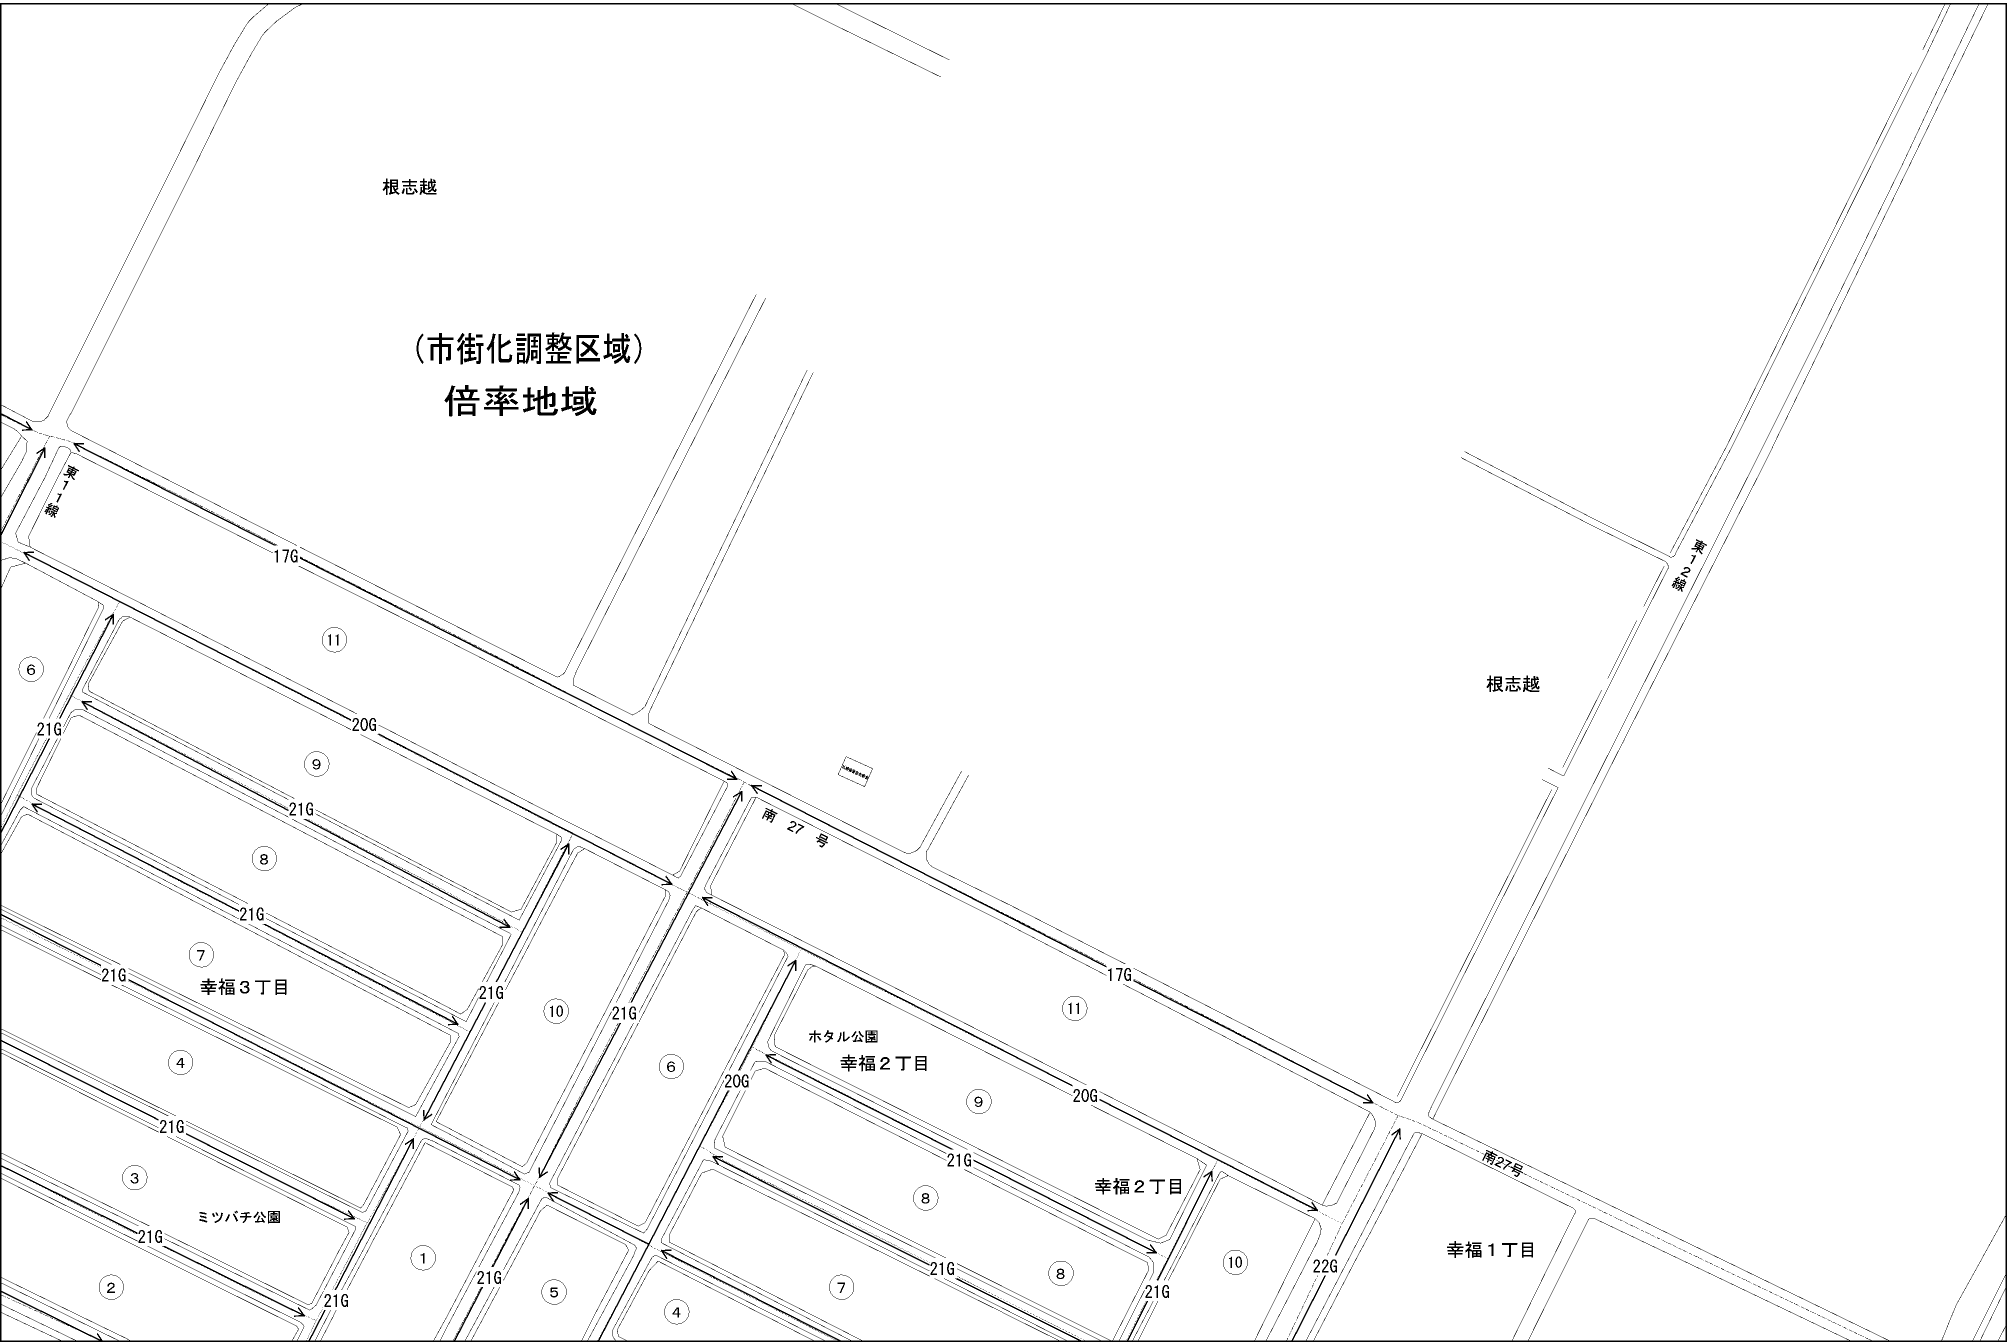 根志越
（市街化調整区域）
倍率地域
東11線
17G
東12線
⑪
⑥
根志越
21G
20G
⑨
21G
南 27 号
⑧
21G
⑦
21G
幸福３丁目
21G
⑩
21G
17G
⑪
ホタル公園
幸福２丁目
④
⑥
20G
20G
⑨
21G
21G
南27号
③
⑧
幸福２丁目
ミツバチ公園
21G
①
幸福１丁目
⑩
22G
21G
⑧
21G
②
⑤
⑦
21G
21G
④